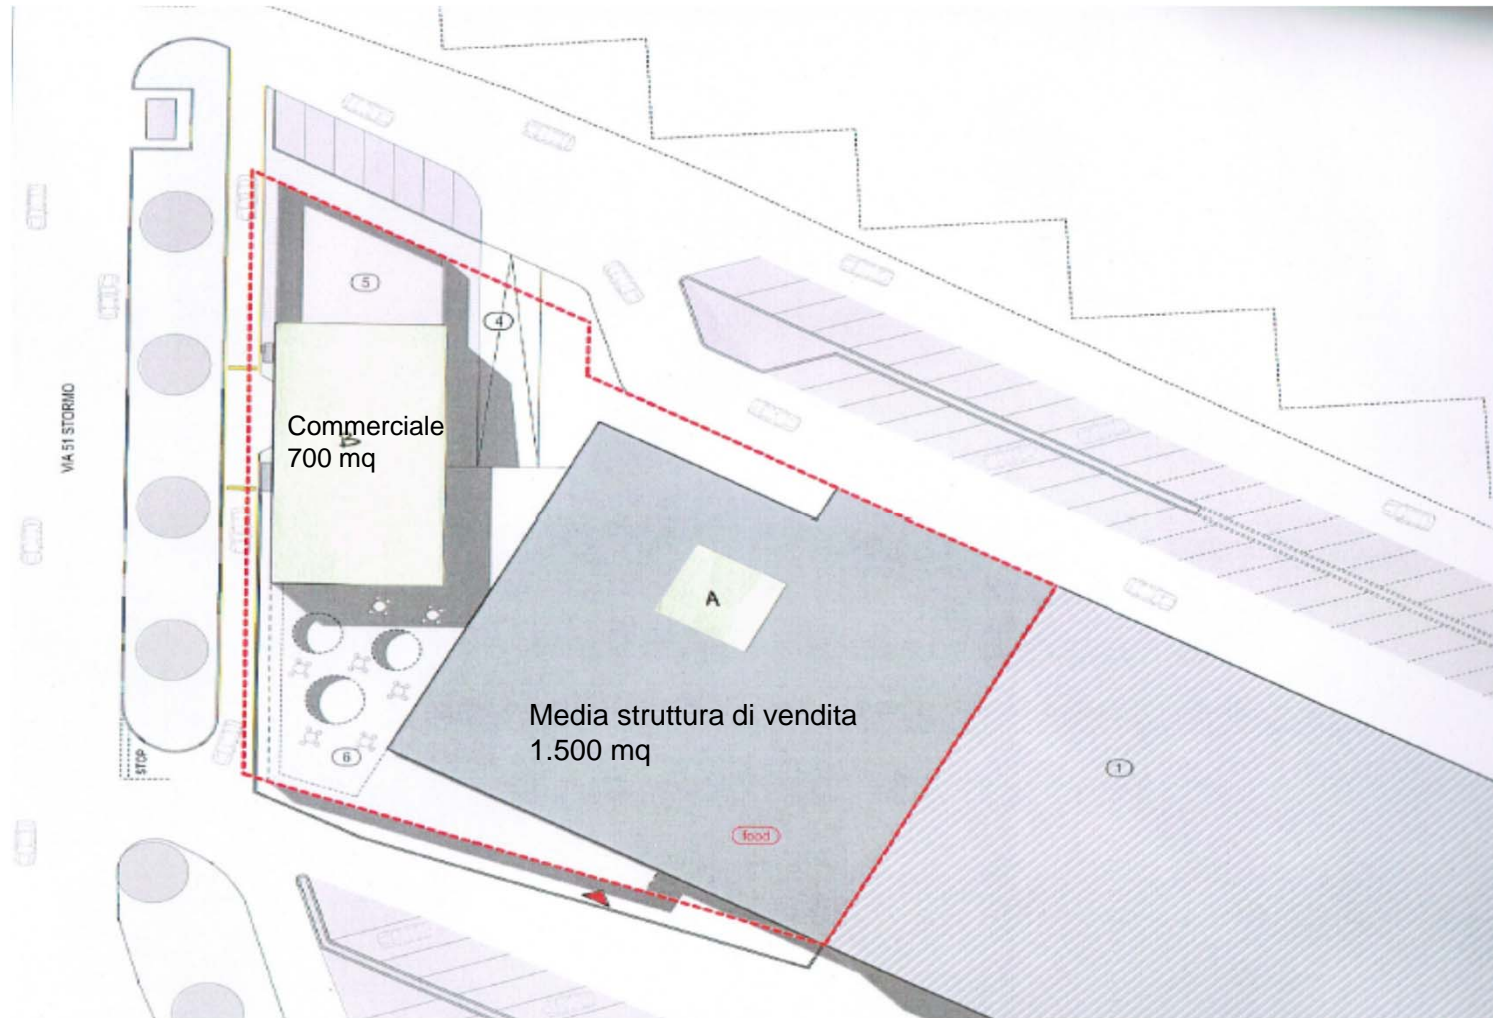 5
4
VIA 51 STORMO
Commerciale
700 mq
A
Media struttura di vendita
1.500 mq
6
STOP
1
food